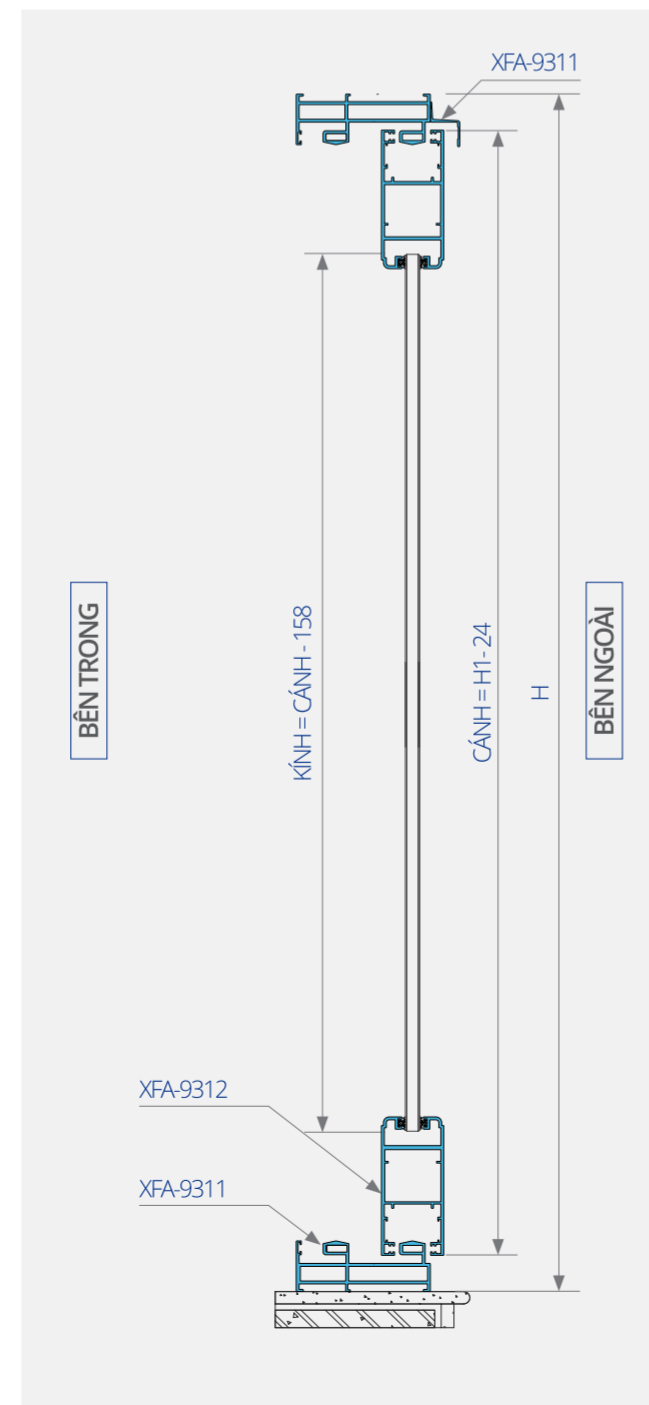 XFA-9311
BÊN TRONG
KÍNH = CÁNH - 158
CÁNH = H1- 24
H
BÊN NGOÀI
XFA-9312
XFA-9311